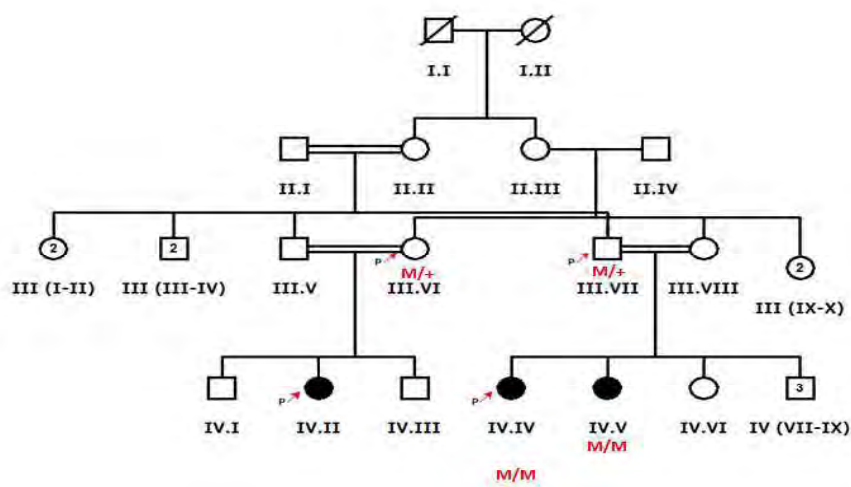 I.I I.II
II.I II.II II.III II.IV
2 2 P P 2
M/+ M/+
III (I-II) III (III-IV) III.V III.VI III.VII III.VIII III (IX-X)
P P 3
IV.I IV.II IV.III IV.IV IV.V IV.VI IV (VII-IX)
M/M
M/M